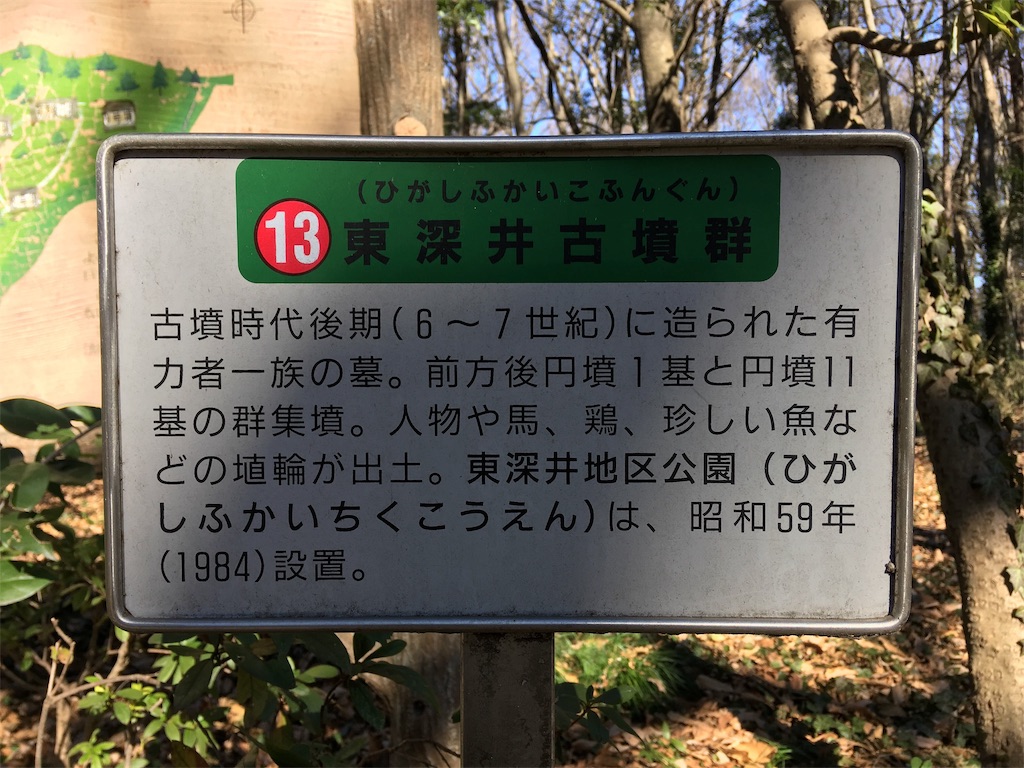 (ひがしふかいこふんぐん)
13 東深井古墳群
古墳時代後期(6～7世紀)に造られた有
力者一族の墓。前方後円墳1基と円墳11
基の群集墳。人物や馬、鶏、珍しい魚な
どの埴輪が出土。東深井地区公園(ひが
しふかいちくこうえん)は、昭和59年
(1984)設置。